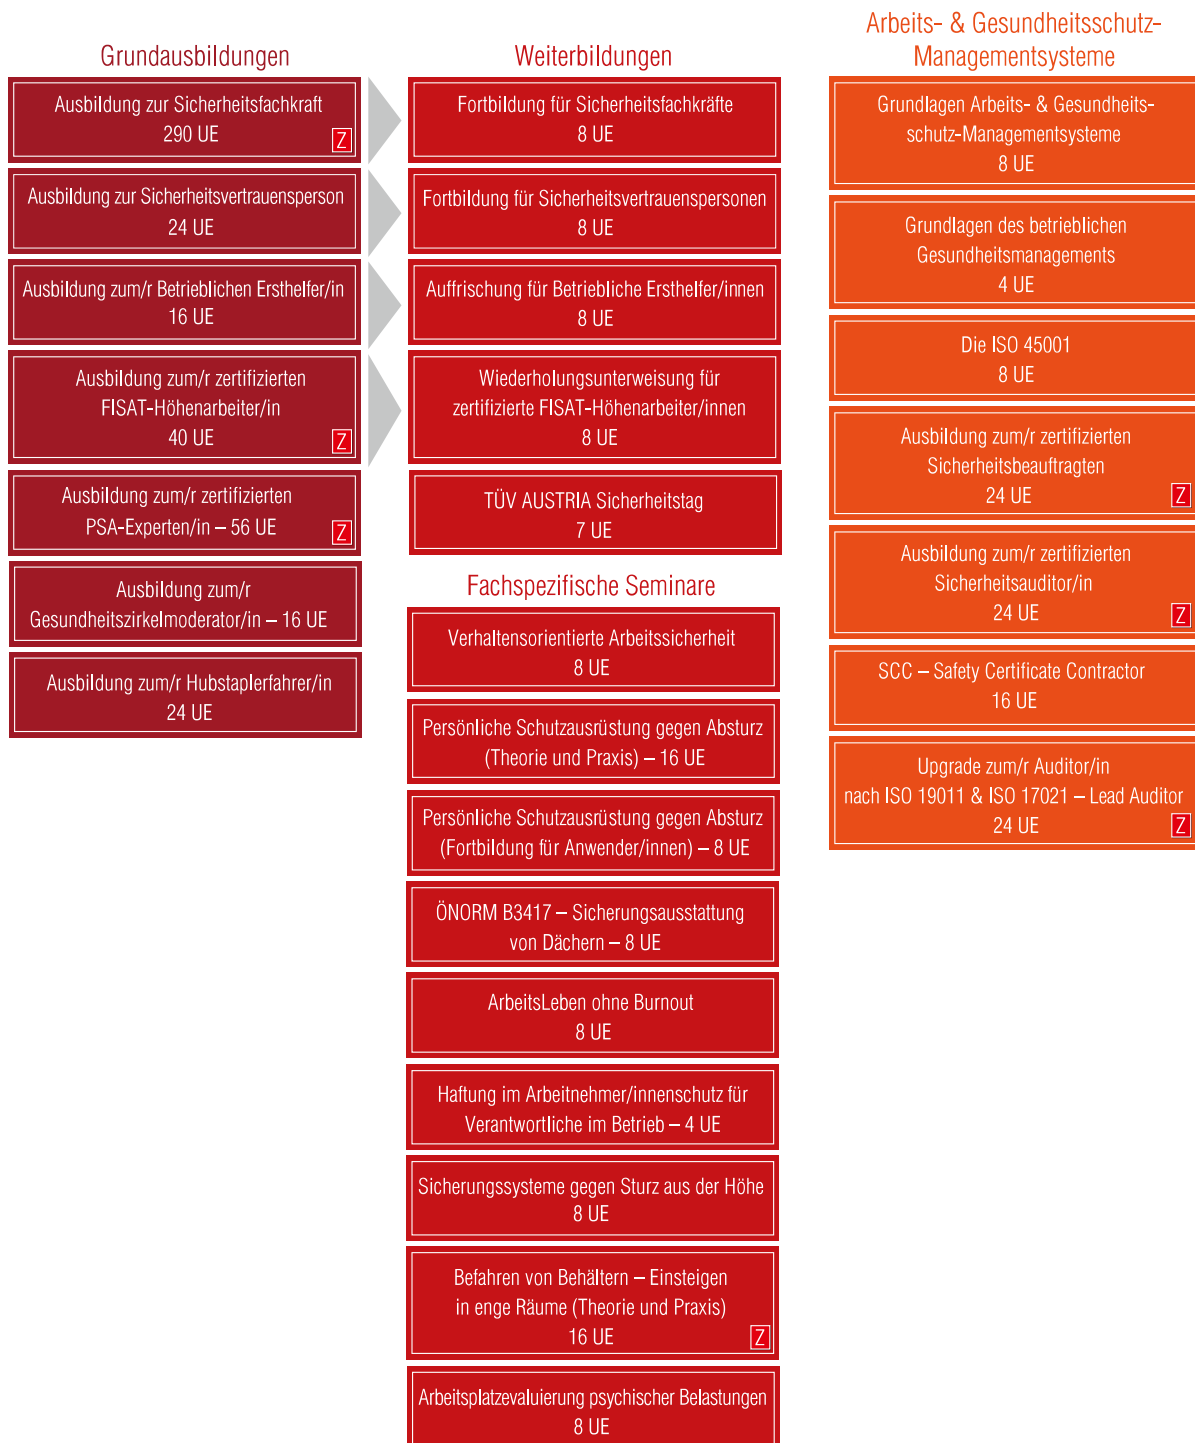 Grundausbildungen
Ausbildung zur Sicherheitsfachkraft
290 UE
Z
Ausbildung zur Sicherheitsvertrauensperson
24 UE
Ausbildung zum/r Betrieblichen Ersthelfer/in
16 UE
Ausbildung zum/r zertifizierten
FISAT-Höhenarbeiter/in
40 UE
Z
Ausbildung zum/r zertifizierten
PSA-Experten/in – 56 UE
Z
Ausbildung zum/r
Gesundheitszirkelmoderator/in – 16 UE
Ausbildung zum/r Hubstaplerfahrer/in
24 UE
Weiterbildungen
Fortbildung für Sicherheitsfachkräfte
8 UE
Fortbildung für Sicherheitsvertrauenspersonen
8 UE
Auffrischung für Betriebliche Ersthelfer/innen
8 UE
Wiederholungsunterweisung für
zertifizierte FISAT-Höhenarbeiter/innen
8 UE
TÜV AUSTRIA Sicherheitstag
7 UE
Fachspezifische Seminare
Verhaltensorientierte Arbeitssicherheit
8 UE
Persönliche Schutzausrüstung gegen Absturz
(Theorie und Praxis) – 16 UE
Persönliche Schutzausrüstung gegen Absturz
(Fortbildung für Anwender/innen) – 8 UE
ÖNORM B3417 – Sicherungsausstattung
von Dächern – 8 UE
ArbeitsLeben ohne Burnout
8 UE
Haftung im Arbeitnehmer/innenschutz für
Verantwortliche im Betrieb – 4 UE
Sicherungssysteme gegen Sturz aus der Höhe
8 UE
Befahren von Behältern – Einsteigen
in enge Räume (Theorie und Praxis)
16 UE
Z
Arbeitsplatzevaluierung psychischer Belastungen
8 UE
Arbeits- & Gesundheitsschutz-
Managementsysteme
Grundlagen Arbeits- & Gesundheits-
schutz-Managementsysteme
8 UE
Grundlagen des betrieblichen
Gesundheitsmanagements
4 UE
Die ISO 45001
8 UE
Ausbildung zum/r zertifizierten
Sicherheitsbeauftragten
24 UE
Z
Ausbildung zum/r zertifizierten
Sicherheitsauditor/in
24 UE
Z
SCC – Safety Certificate Contractor
16 UE
Upgrade zum/r Auditor/in
nach ISO 19011 & ISO 17021 – Lead Auditor
24 UE
Z